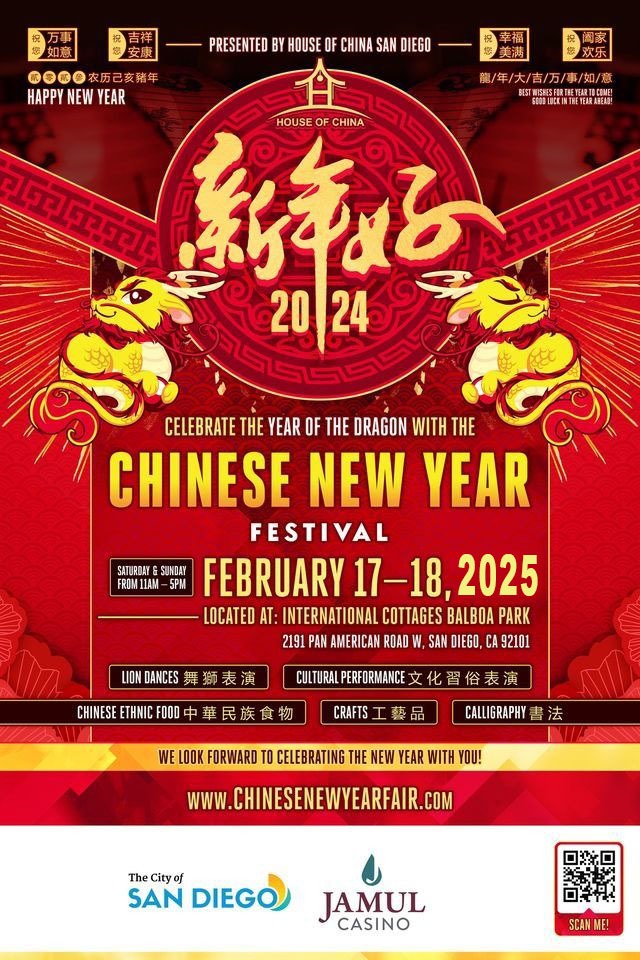 祝您 万事如意
祝您 吉祥安康
PRESENTED BY HOUSE OF CHINA SAN DIEGO
祝您 幸福美满
祝您 阖家欢乐
贰零贰叁 农历己亥豬年
HAPPY NEW YEAR
龍/年/大/吉/万/事/如/意
BEST WISHES FOR THE YEAR TO COME!
GOOD LUCK IN THE YEAR AHEAD!
HOUSE OF CHINA
新年好
2024
CELEBRATE THE YEAR OF THE DRAGON WITH THE
CHINESE NEW YEAR
FESTIVAL
SATURDAY & SUNDAY
FROM 11AM – 5PM
FEBRUARY 17–18, 2025
LOCATED AT: INTERNATIONAL COTTAGES BALBOA PARK
2191 PAN AMERICAN ROAD W, SAN DIEGO, CA 92101
LION DANCES 舞獅表演
CULTURAL PERFORMANCE 文化習俗表演
CHINESE ETHNIC FOOD 中華民族食物
CRAFTS 工藝品
CALLIGRAPHY 書法
WE LOOK FORWARD TO CELEBRATING THE NEW YEAR WITH YOU!
WWW.CHINESENEWYEARFAIR.COM
The City of
SAN DIEGO
JAMUL
CASINO
SCAN ME!